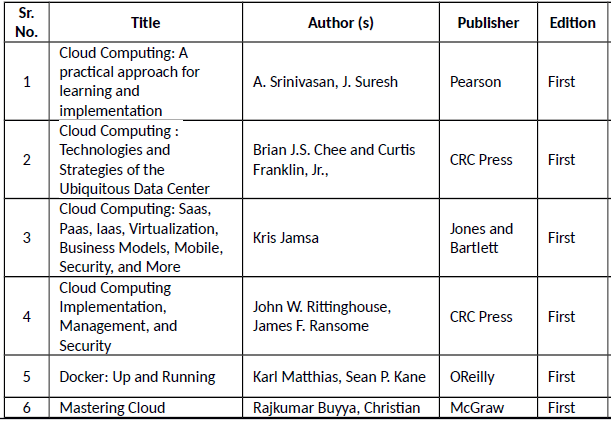 Sr. No. Title Author (s) Publisher Edition
1 Cloud Computing: A practical approach for learning and implementation A. Srinivasan, J. Suresh Pearson First
2 Cloud Computing : Technologies and Strategies of the Ubiquitous Data Center Brian J.S. Chee and Curtis Franklin, Jr., CRC Press First
3 Cloud Computing: Saas, Paas, Iaas, Virtualization, Business Models, Mobile, Security, and More Kris Jamsa Jones and Bartlett First
4 Cloud Computing Implementation, Management, and Security John W. Rittinghouse, James F. Ransome CRC Press First
5 Docker: Up and Running Karl Matthias, Sean P. Kane OReilly First
6 Mastering Cloud Rajkumar Buyya, Christian McGraw First